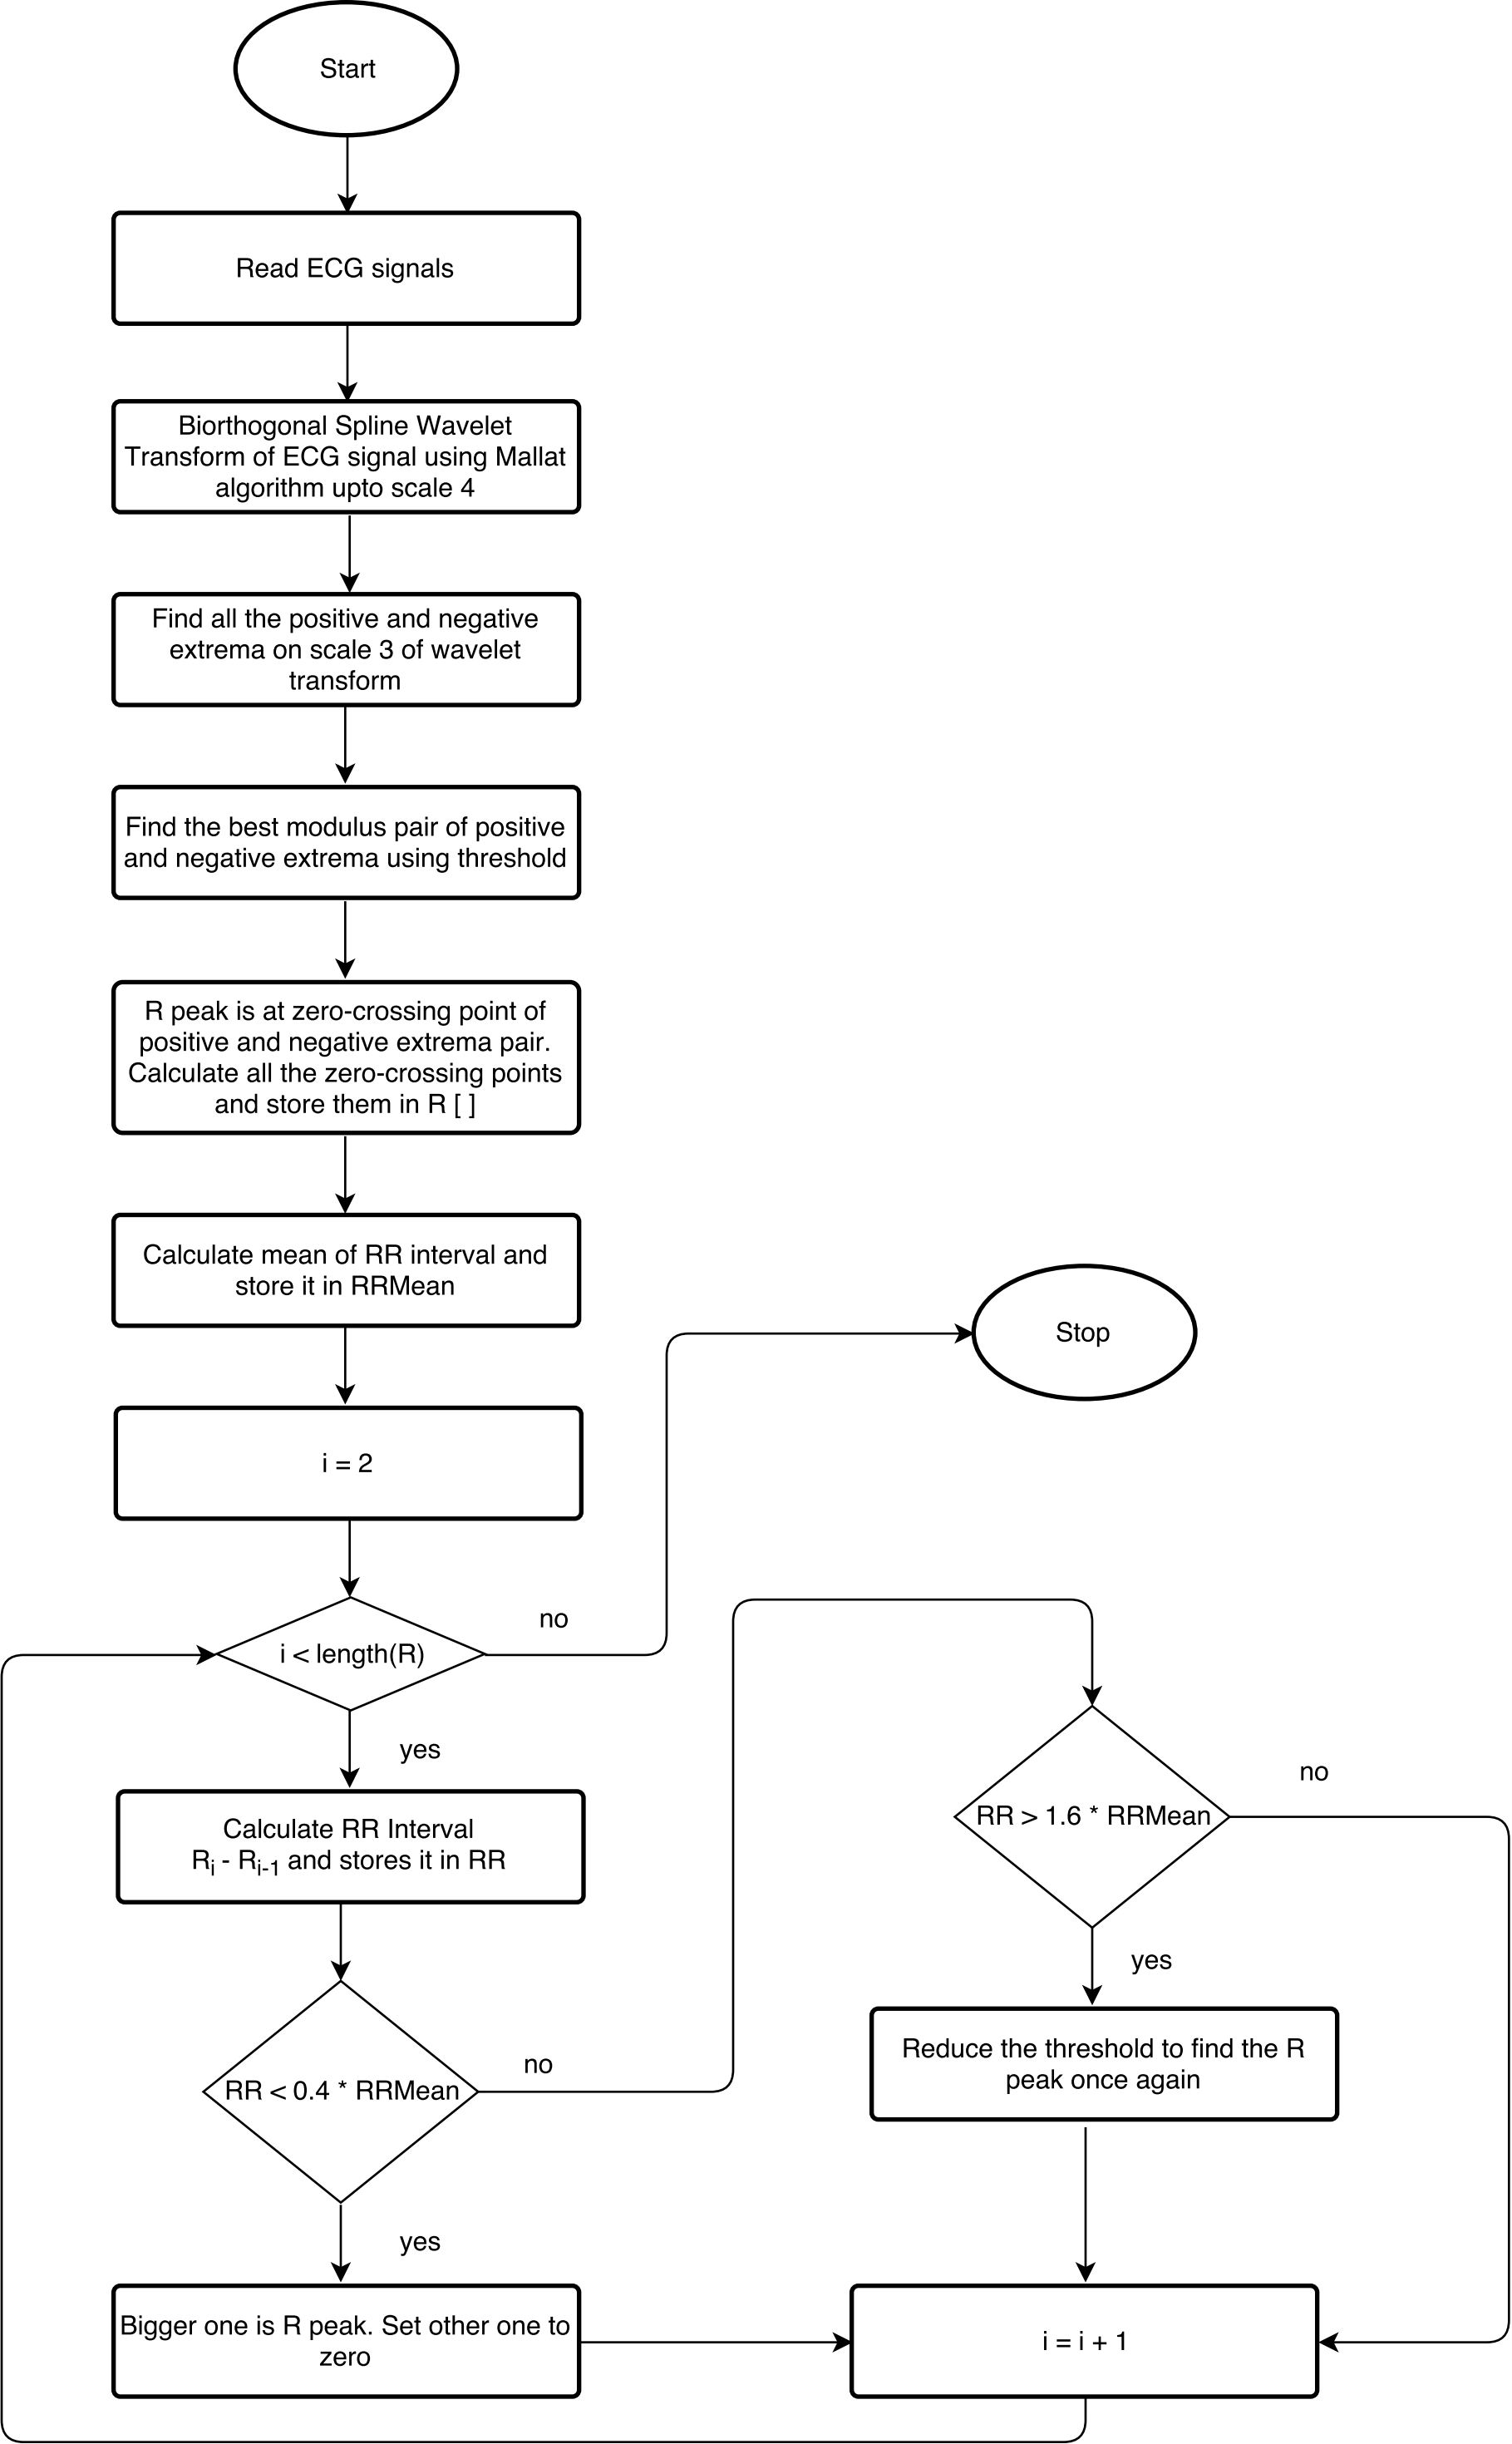 Start
Read ECG signals
Biorthogonal Spline Wavelet
Transform of ECG signal using Mallat
algorithm upto scale 4
Find all the positive and negative
extrema on scale 3 of wavelet
transform
Find the best modulus pair of positive
and negative extrema using threshold
R peak is at zero-crossing point of
positive and negative extrema pair.
Calculate all the zero-crossing points
and store them in R [ ]
Calculate mean of RR interval and
store it in RRMean
Stop
i = 2
no
i < length(R)
yes
Calculate RR Interval
Ri - Ri-1 and stores it in RR
RR < 0.4 * RRMean
no
yes
Bigger one is R peak. Set other one to
zero
RR > 1.6 * RRMean
no
yes
Reduce the threshold to find the R
peak once again
i = i + 1